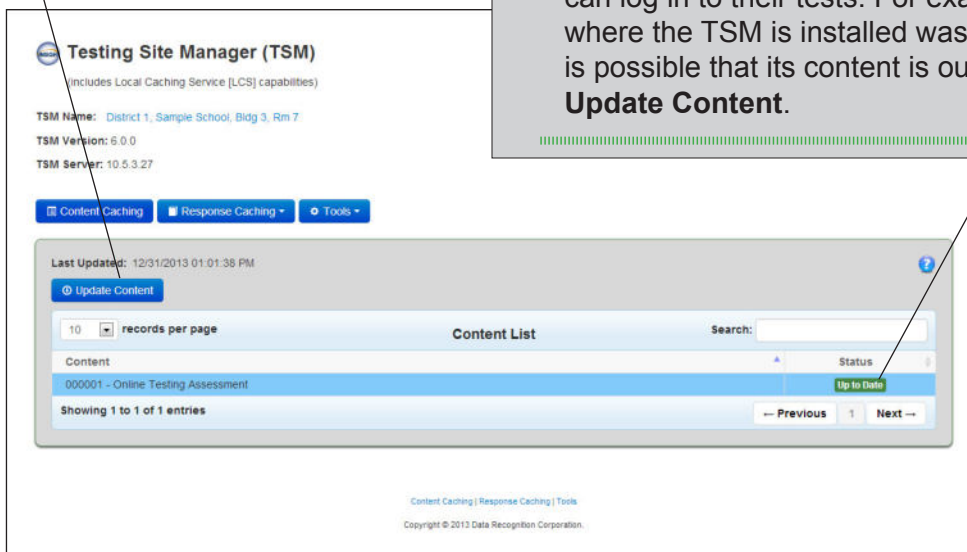 can log in to their tests. For exa
where the TSM is installed was
is possible that its content is ou
Update Content.
Testing Site Manager (TSM)
(includes Local Caching Service [LCS] capabilities)
TSM Name: District 1, Sample School, Bldg 3, Rm 7
TSM Version: 6.0.0
TSM Server: 10.5.3.27
Content Caching Response Caching Tools
Last Updated: 12/31/2013 01:01:38 PM
Update Content
10 records per page Content List Search:
Content Status
000001 - Online Testing Assessment Up to Date
Showing 1 to 1 of 1 entries ← Previous 1 Next →
Content Caching | Response Caching | Tools
Copyright © 2013 Data Recognition Corporation.